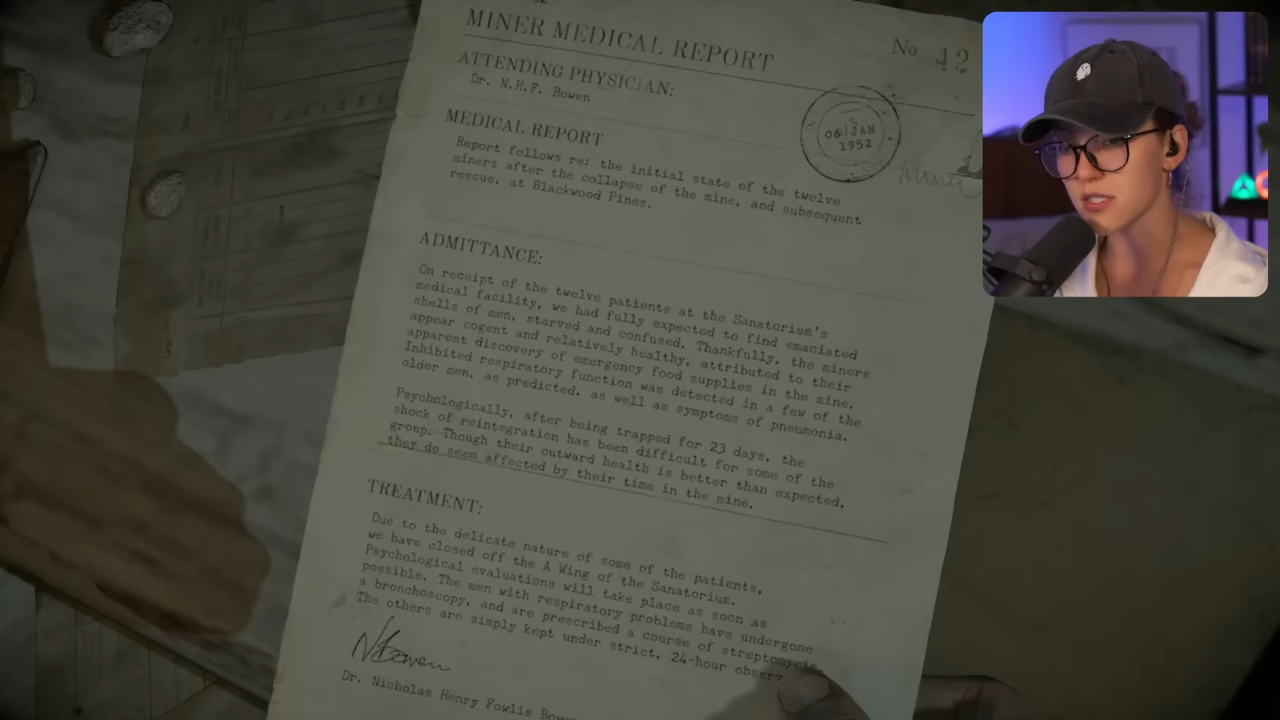 MINER MEDICAL REPORT
No 42
ATTENDING PHYSICIAN:
Dr. N.H.F. Bowen
06 JAN
1952
MEDICAL REPORT
Report follows re: the initial state of the twelve
miners after the collapse of the mine, and subsequent
rescue, at Blackwood Pines.
ADMITTANCE:
On receipt of the twelve patients at the Sanatorium's
medical facility, we had fully expected to find emaciated
shells of men, starved and confused. Thankfully, the miners
appear cogent and relatively healthy, attributed to their
apparent discovery of emergency food supplies in the mine.
Inhibited respiratory function was detected in a few of the
older men, as predicted, as well as symptoms of pneumonia.
Psychologically, after being trapped for 23 days, the
shock of reintegration has been difficult for some of the
group. Though their outward health is better than expected,
they do seem affected by their time in the mine.
TREATMENT:
Due to the delicate nature of some of the patients,
we have closed off the A Wing of the Sanatorium.
Psychological evaluations will take place as soon as
possible. The men with respiratory problems have undergone
a bronchoscopy, and are prescribed a course of streptomycin.
The others are simply kept under strict, 24-hour observ
NBowen
Dr. Nicholas Henry Fowlis Bowen